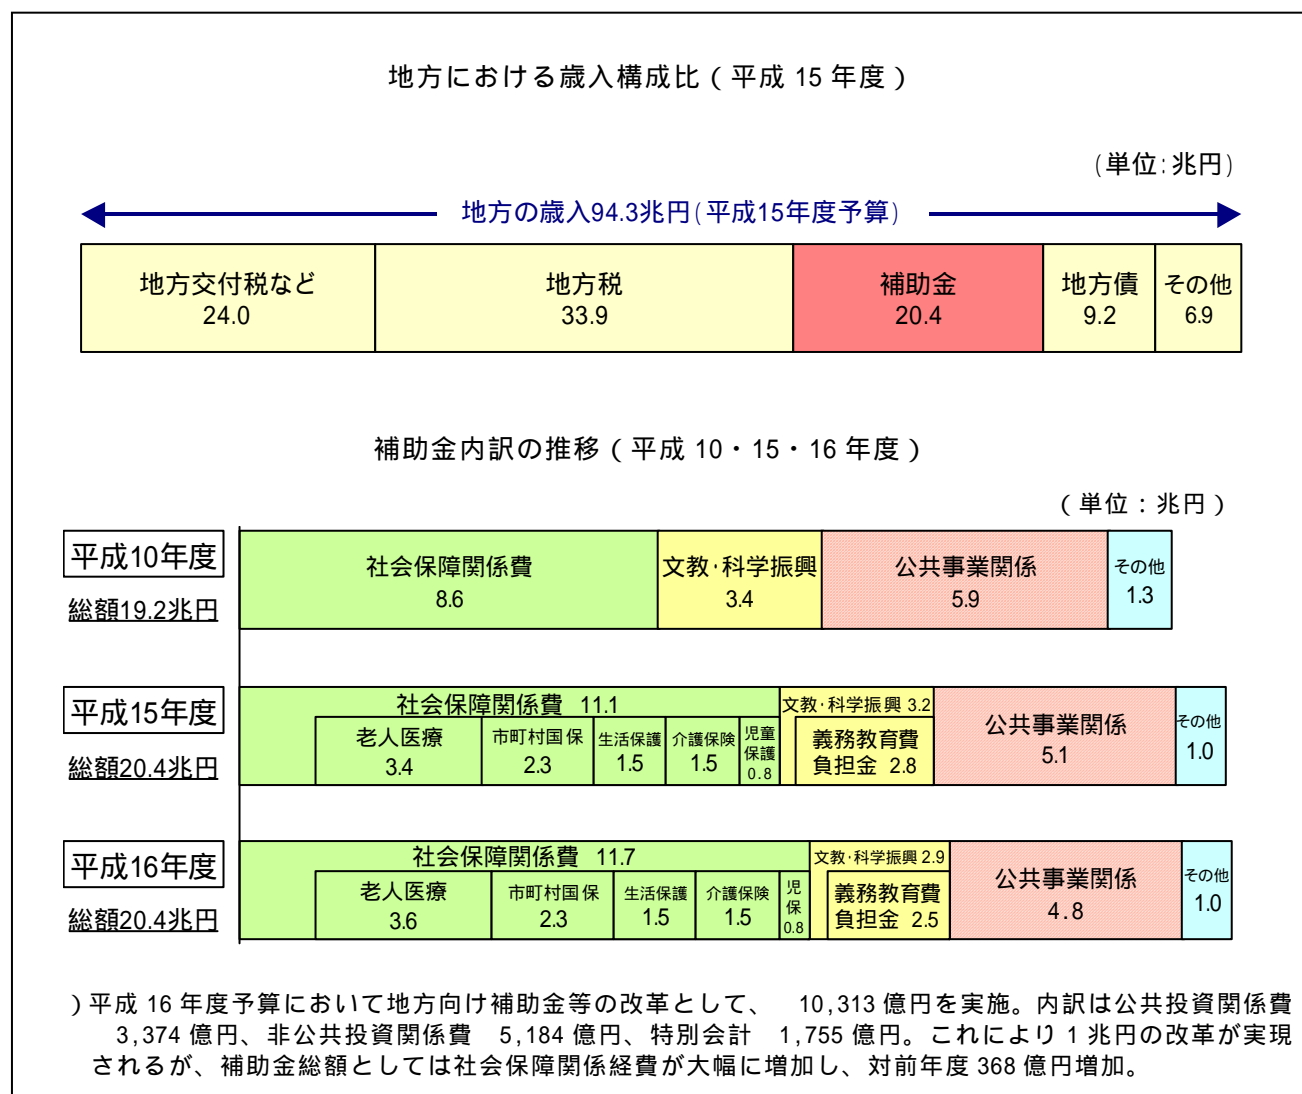 地方における歳入構成比(平成 15 年度)
(単位:兆円)
地方の歳入94.3兆円(平成15年度予算)
地方交付税など
24.0
地方税
33.9
補助金
20.4
地方債
9.2
その他
6.9
補助金内訳の推移(平成 10・15・16 年度)
(単位:兆円)
平成10年度
総額19.2兆円
社会保障関係費
8.6
文教・科学振興
3.4
公共事業関係
5.9
その他
1.3
平成15年度
総額20.4兆円
社会保障関係費 11.1
老人医療
3.4
市町村国保
2.3
生活保護
1.5
介護保険
1.5
児童
保護
0.8
文教・科学振興 3.2
義務教育費
負担金 2.8
公共事業関係
5.1
その他
1.0
平成16年度
総額20.4兆円
社会保障関係費 11.7
老人医療
3.6
市町村国保
2.3
生活保護
1.5
介護保険
1.5
児
保
0.8
文教・科学振興 2.9
義務教育費
負担金 2.5
公共事業関係
4.8
その他
1.0
)平成 16 年度予算において地方向け補助金等の改革として、 10,313 億円を実施。内訳は公共投資関係費
3,374 億円、非公共投資関係費 5,184 億円、特別会計 1,755 億円。これにより 1 兆円の改革が実現
されるが、補助金総額としては社会保障関係経費が大幅に増加し、対前年度 368 億円増加。